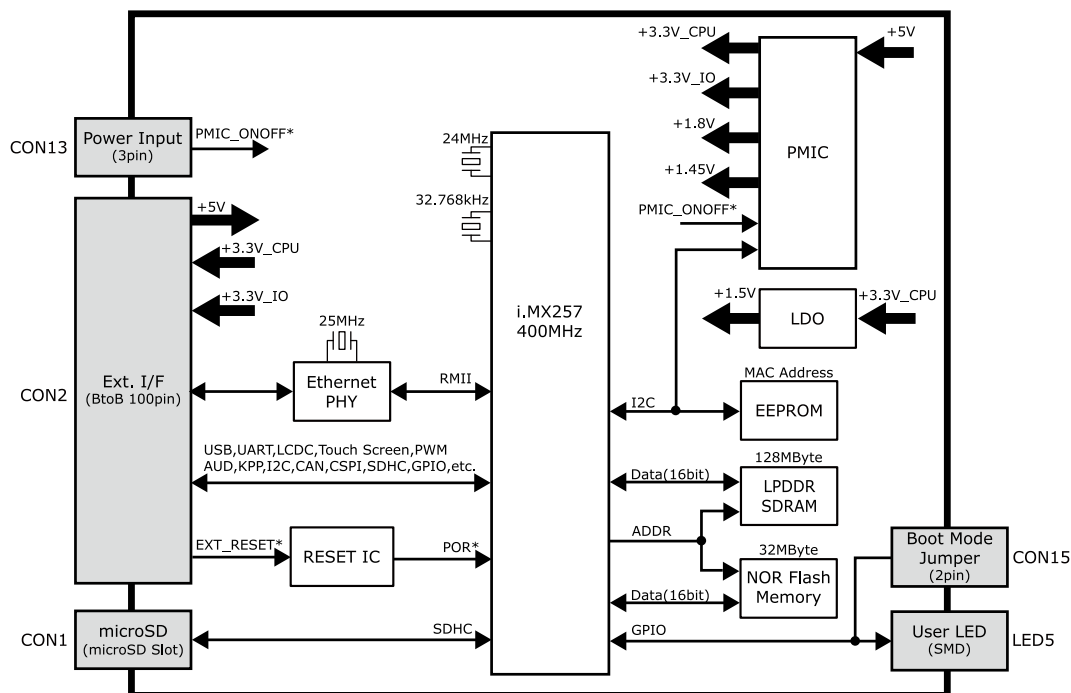 +3.3V_CPU
+5V
+3.3V_IO
+1.8V
+1.45V
PMIC
PMIC_ONOFF*
CON13
Power Input
(3pin)
PMIC_ONOFF*
24MHz
32.768kHz
+5V
+3.3V_CPU
+3.3V_IO
i.MX257
400MHz
+1.5V
LDO
+3.3V_CPU
25MHz
CON2
Ext. I/F
(BtoB 100pin)
Ethernet
PHY
RMII
MAC Address
I2C
EEPROM
USB,UART,LCDC,Touch Screen,PWM
AUD,KPP,I2C,CAN,CSPI,SDHC,GPIO,etc.
128MByte
Data(16bit)
LPDDR
SDRAM
ADDR
EXT_RESET*
RESET IC
POR*
32MByte
NOR Flash
Memory
Data(16bit)
Boot Mode
Jumper
(2pin)
CON15
CON1
microSD
(microSD Slot)
SDHC
GPIO
User LED
(SMD)
LED5